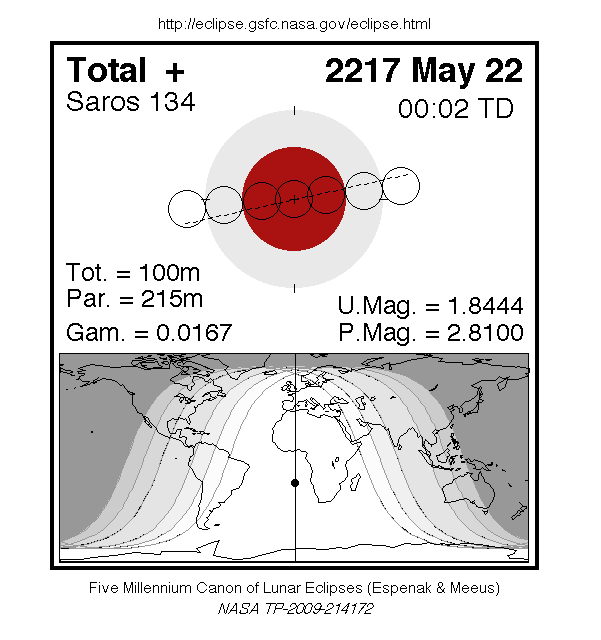 http://eclipse.gsfc.nasa.gov/eclipse.html
Total + 2217 May 22
Saros 134 00:02 TD
Tot. = 100m
Par. = 215m U.Mag. = 1.8444
Gam. = 0.0167 P.Mag. = 2.8100
Five Millennium Canon of Lunar Eclipses (Espenak & Meeus)
NASA TP-2009-214172